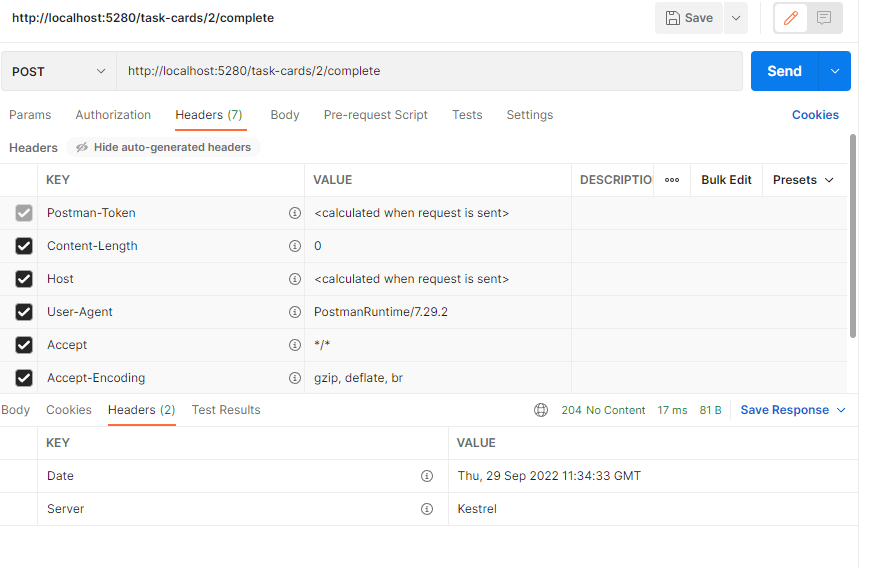 http://localhost:5280/task-cards/2/complete Save
POST http://localhost:5280/task-cards/2/complete Send
Params Authorization Headers (7) Body Pre-request Script Tests Settings Cookies
Headers Hide auto-generated headers
KEY VALUE DESCRIPTIO Bulk Edit Presets
Postman-Token <calculated when request is sent>
Content-Length 0
Host <calculated when request is sent>
User-Agent PostmanRuntime/7.29.2
Accept */*
Accept-Encoding gzip, deflate, br
Body Cookies Headers (2) Test Results 204 No Content 17 ms 81 B Save Response
KEY VALUE
Date Thu, 29 Sep 2022 11:34:33 GMT
Server Kestrel